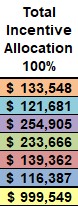 Total
Incentive
Allocation
100%
$ 133,548
$ 121,681
$ 254,905
$ 233,666
$ 139,362
$ 116,387
$ 999,549